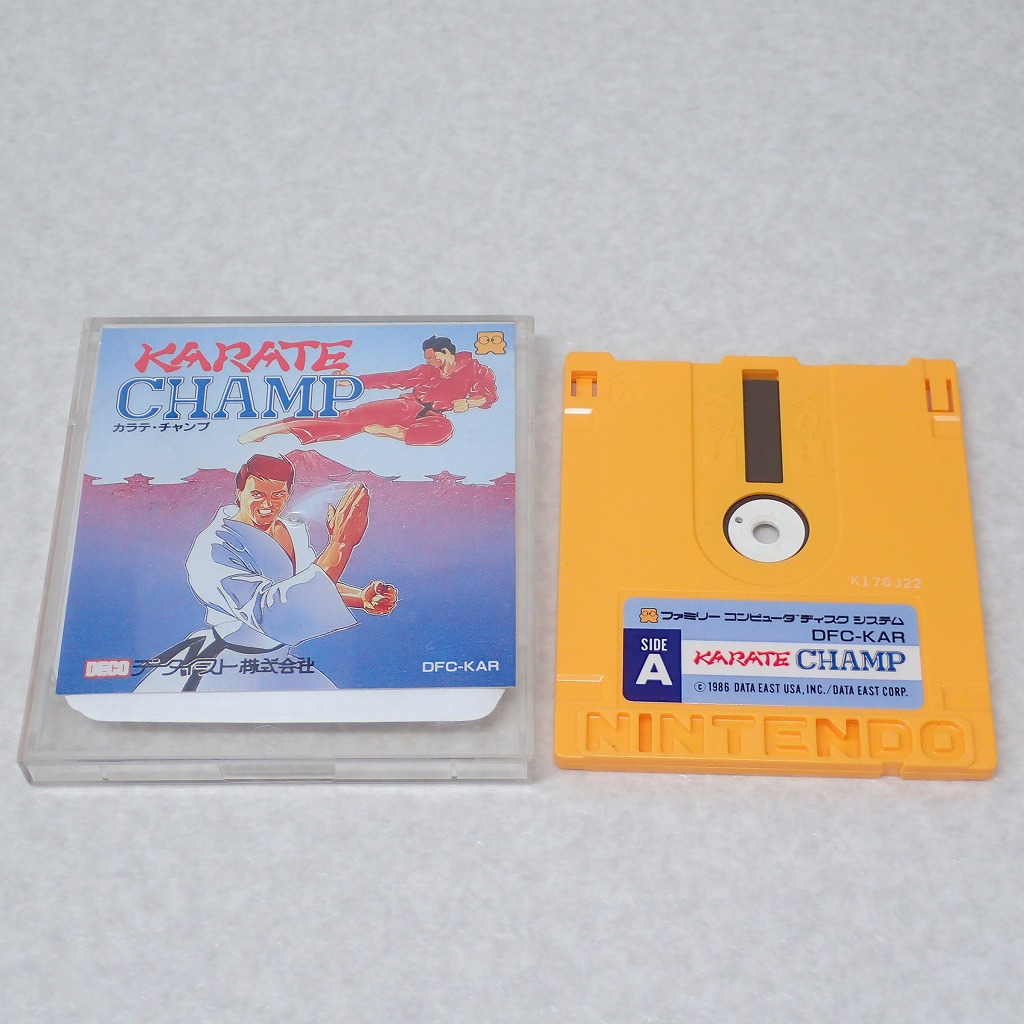 KARATE
CHAMP
カラテ・チャンプ
DECO データイースト株式会社
DFC-KAR
K176J22
ファミリー コンピュータ™ ディスク システム
DFC-KAR
SIDE
A
KARATE CHAMP
© 1986 DATA EAST USA, INC./DATA EAST CORP.
NINTENDO